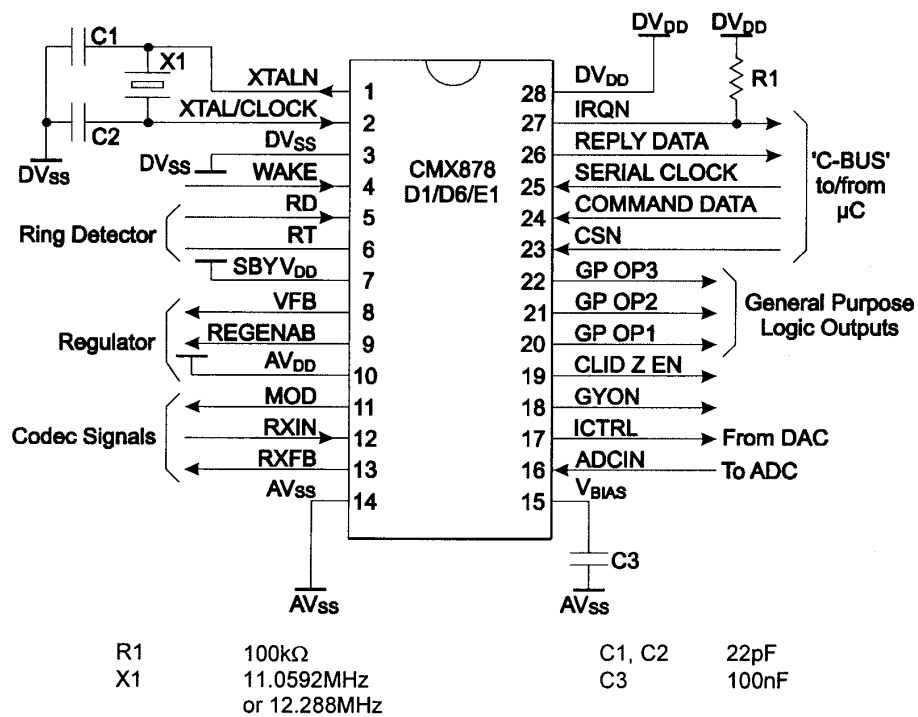 C1
X1
C2
DVSS
XTALN
1
XTAL/CLOCK
2
DVSS
DVSS
3
WAKE
4
Ring Detector
RD
5
RT
6
SBYVDD
7
Regulator
VFB
8
REGENAB
9
AVDD
10
Codec Signals
MOD
11
RXIN
12
RXFB
13
AVSS
14
AVSS
CMX878
D1/D6/E1
DVDD
DVDD
DVDD
28
R1
IRQN
27
REPLY DATA
26
SERIAL CLOCK
25
COMMAND DATA
24
CSN
23
'C-BUS'
to/from
µC
GP OP3
22
GP OP2
21
GP OP1
20
General Purpose
Logic Outputs
CLID Z EN
19
GYON
18
ICTRL
17
From DAC
ADCIN
16
To ADC
VBIAS
15
C3
AVSS
R1 100kΩ C1, C2 22pF
X1 11.0592MHz C3 100nF
or 12.288MHz